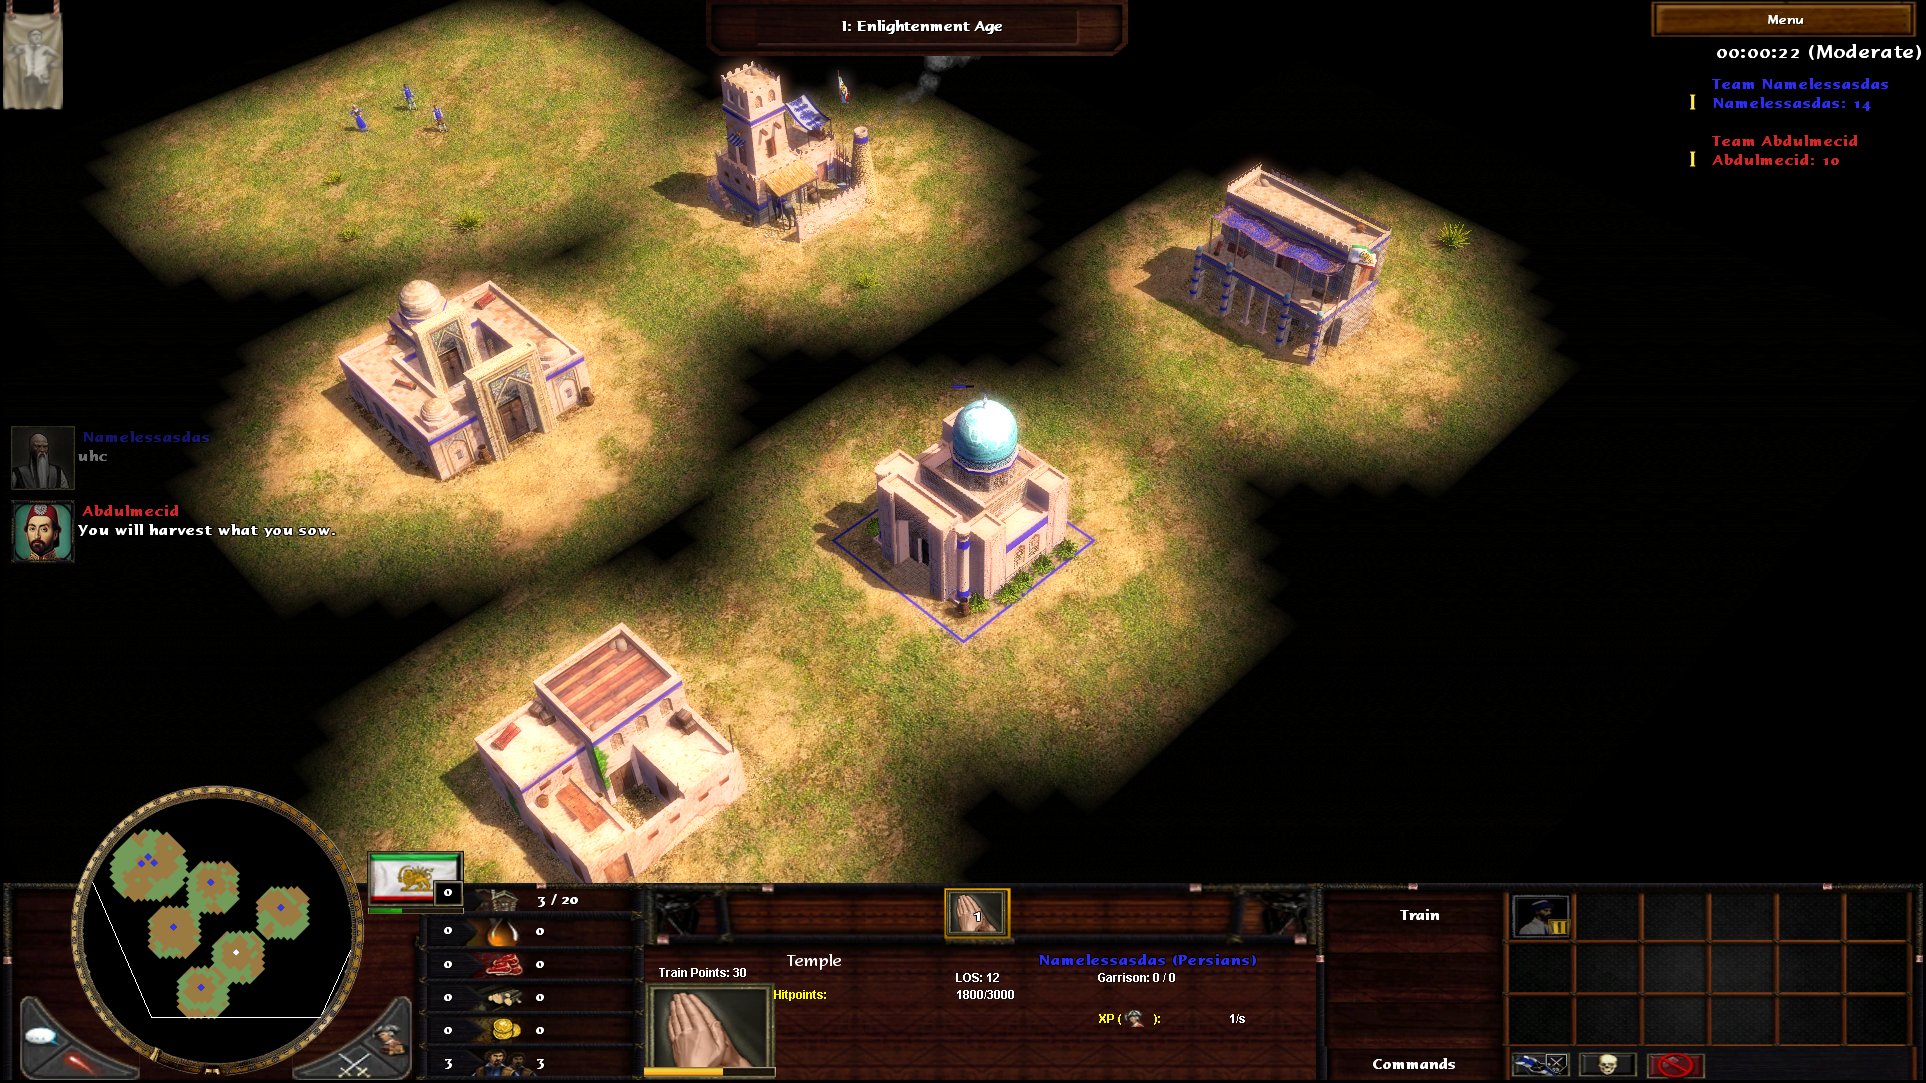 1: Enlightenment Age
Menu
00:00:22 (Moderate)
Team Namelessasdas
I Namelessasdas: 14
Team Abdulmecid
I Abdulmecid: 10
Namelessasdas
uhc
Abdulmecid
You will harvest what you sow.
0
3 / 20
0 0
0 0
0 0
0 0
3 3
1
Train Points: 30
Temple
Hitpoints:
LOS: 12
1800/3000
Namelessasdas (Persians)
Garrison: 0 / 0
XP ( ): 1/s
Train
II
Commands